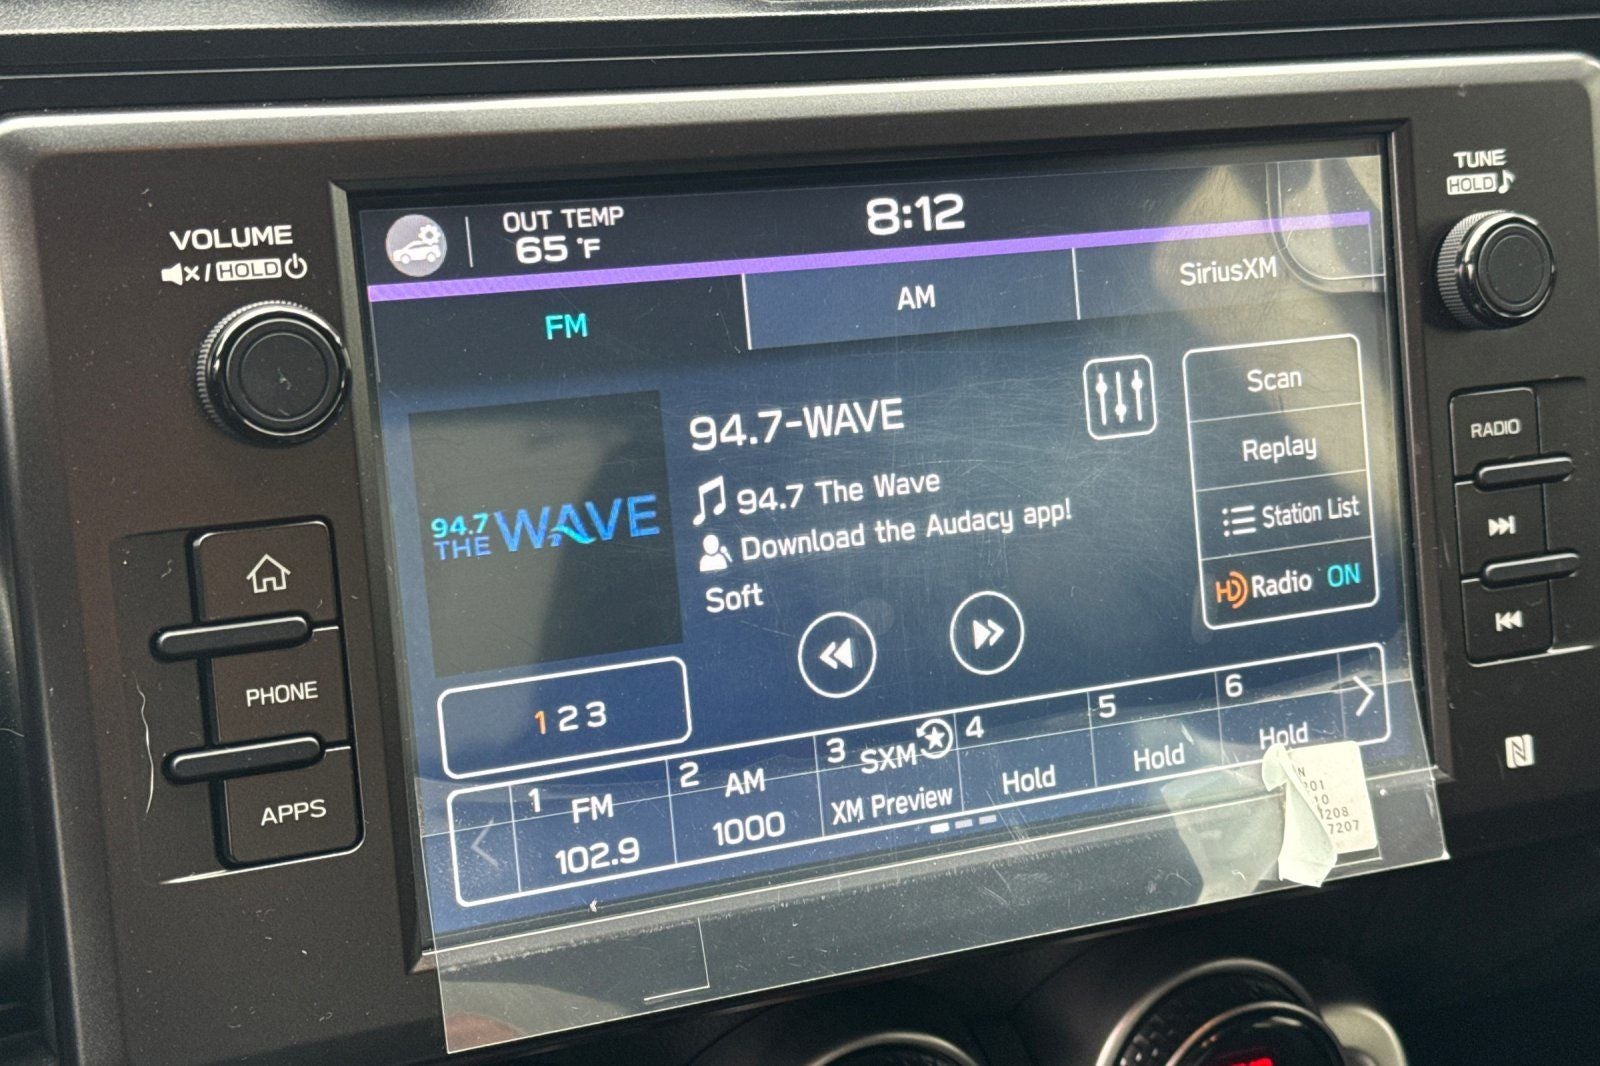 VOLUME
/ HOLD
TUNE
HOLD
OUT TEMP
65 °F
8:12
FM
AM
SiriusXM
94.7
THE WAVE
94.7-WAVE
94.7 The Wave
Download the Audacy app!
Soft
Scan
Replay
Station List
HD Radio ON
1 2 3
1 FM
102.9
2 AM
1000
3 SXM
XM Preview
4 Hold
5 Hold
6 Hold
PHONE
APPS
RADIO
N
7207